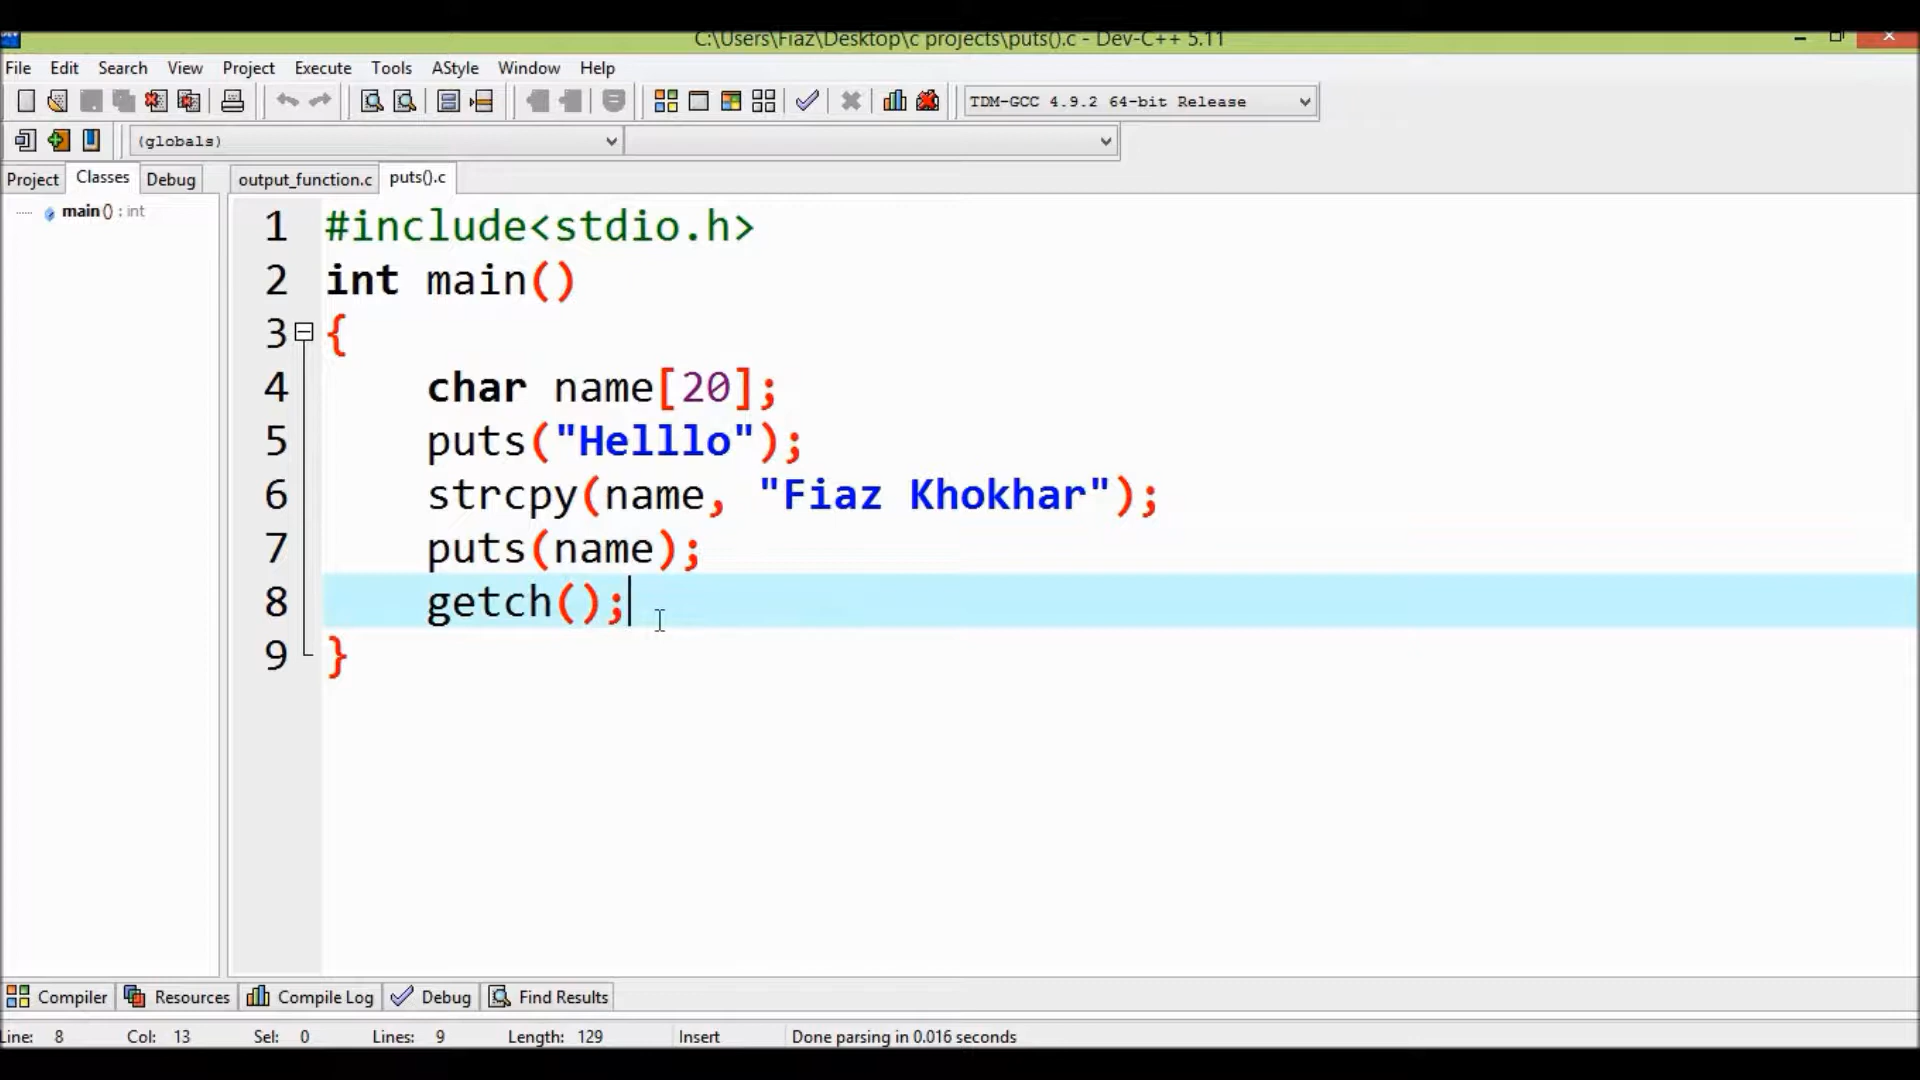 C:\Users\Fiaz\Desktop\c projects\puts().c - Dev-C++ 5.11
File Edit Search View Project Execute Tools AStyle Window Help
TDM-GCC 4.9.2 64-bit Release
(globals)
Project Classes Debug output_function.c puts().c
main() : int
1 #include<stdio.h>
2 int main()
3 {
4 char name[20];
5 puts("Helllo");
6 strcpy(name, "Fiaz Khokhar");
7 puts(name);
8 getch();
9 }
Compiler Resources Compile Log Debug Find Results
Line: 8 Col: 13 Sel: 0 Lines: 9 Length: 129 Insert Done parsing in 0.016 seconds